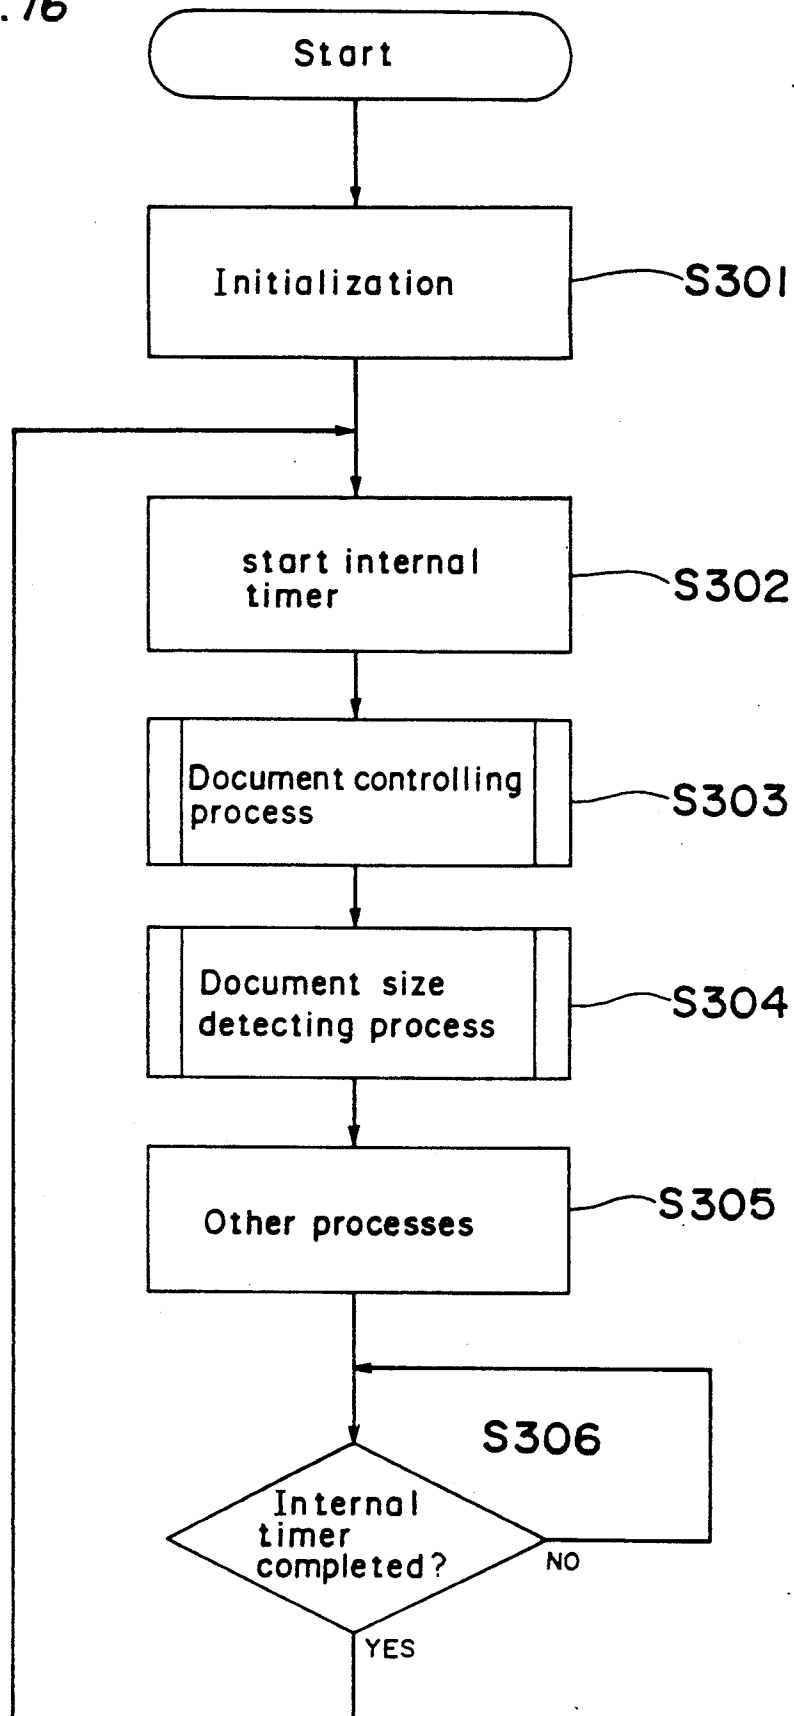 .16
Start
Initialization
S301
start internal
timer
S302
Document controlling
process
S303
Document size
detecting process
S304
Other processes
S305
S306
Internal
timer
completed?
NO
YES